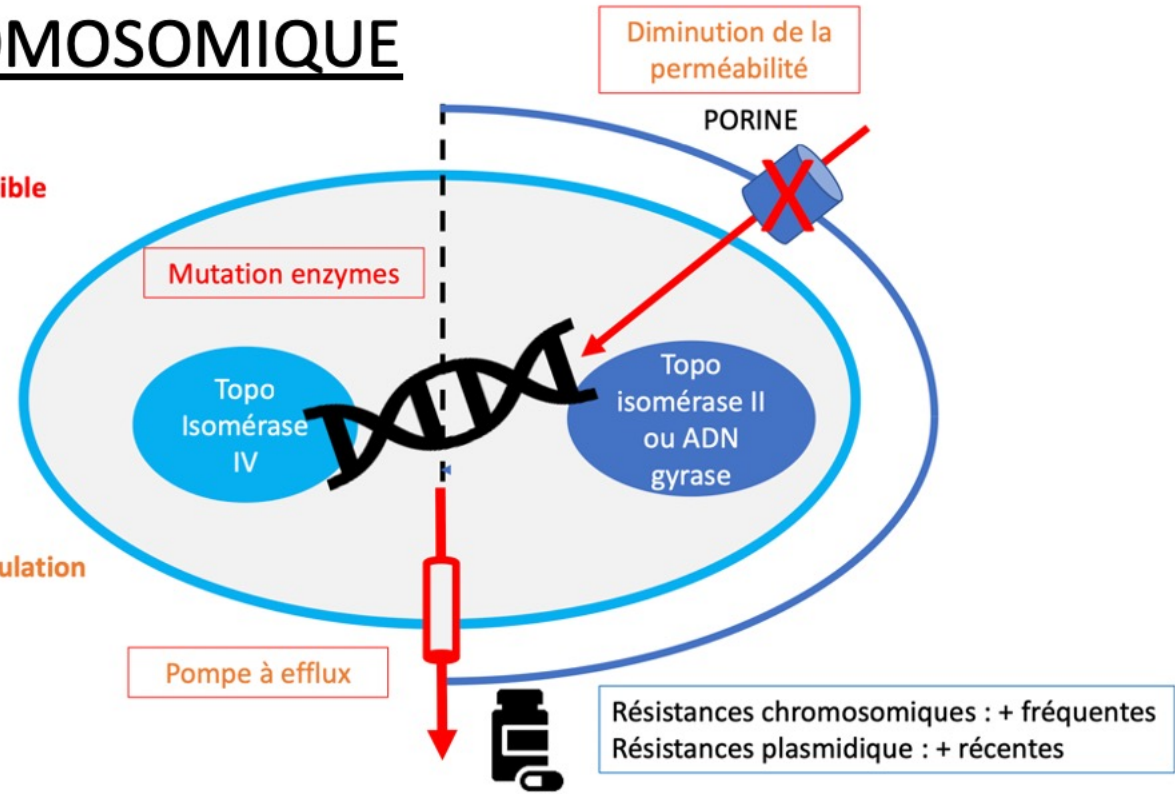 OMOSOMIQUE
Diminution de la
perméabilité
PORINE
ible
Mutation enzymes
Topo
Isomérase
IV
Topo
isomérase II
ou ADN
gyrase
ulation
Pompe à efflux
Résistances chromosomiques : + fréquentes
Résistances plasmidique : + récentes